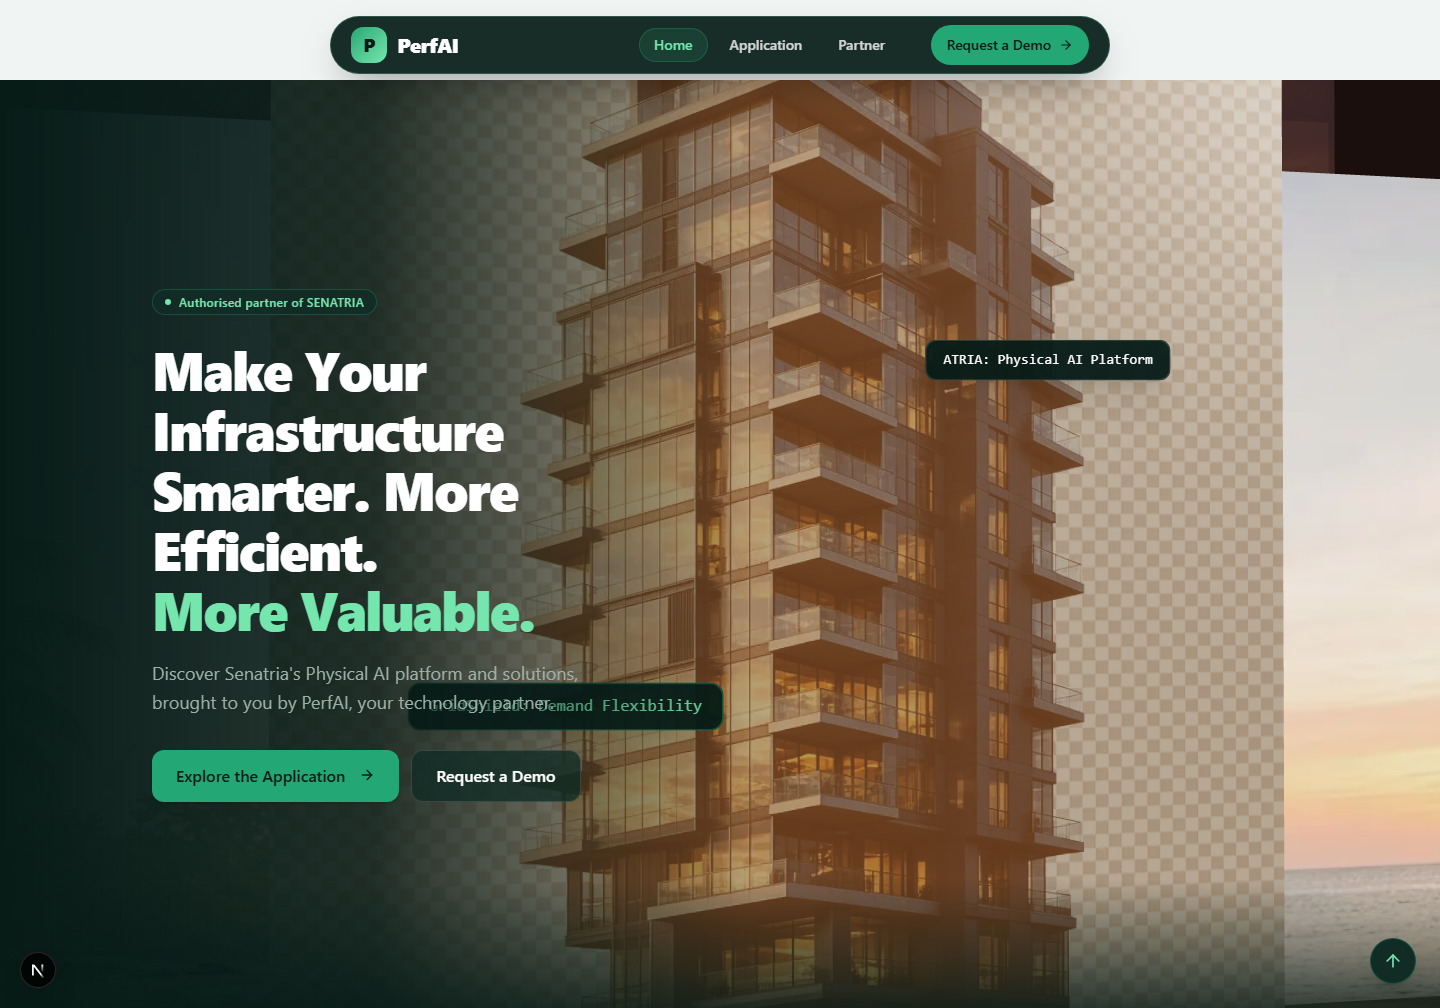 P PerfAI Home Application Partner Request a Demo
Authorised partner of SENATRIA
ATRIA: Physical AI Platform
Make Your
Infrastructure
Smarter. More
Efficient.
More Valuable.
Discover Senatria's Physical AI platform and solutions,
brought to you by PerfAI, your technology partner.
Demand Flexibility
Explore the Application
Request a Demo
N